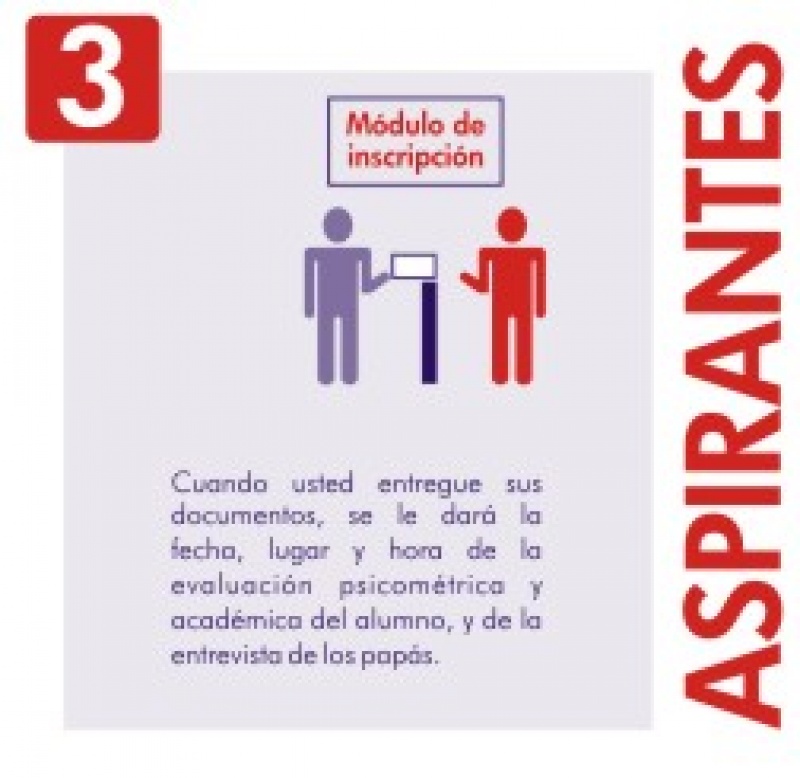 3
Módulo de
inscripción
Cuando usted entregue sus
documentos, se le dará la
fecha, lugar y hora de la
evaluación psicométrica y
académica del alumno, y de la
entrevista de los papás.
ASPIRANTES